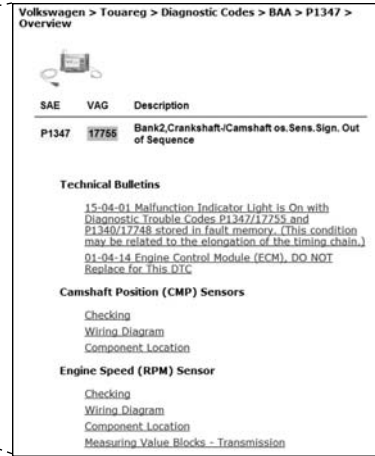 Volkswagen > Touareg > Diagnostic Codes > BAA > P1347 >
Overview
SAE VAG Description
P1347 17755 Bank2,Crankshaft-/Camshaft os.Sens.Sign. Out
of Sequence
Technical Bulletins
15-04-01 Malfunction Indicator Light is On with
Diagnostic Trouble Codes P1347/17755 and
P1340/17748 stored in fault memory. (This condition
may be related to the elongation of the timing chain.)
01-04-14 Engine Control Module (ECM), DO NOT
Replace for This DTC
Camshaft Position (CMP) Sensors
Checking
Wiring Diagram
Component Location
Engine Speed (RPM) Sensor
Checking
Wiring Diagram
Component Location
Measuring Value Blocks - Transmission